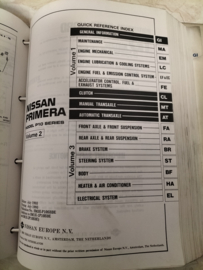 QUICK REFERENCE INDEX
GENERAL INFORMATION GI
MAINTENANCE MA
ENGINE MECHANICAL EM
ENGINE LUBRICATION & COOLING SYSTEMS LC
ENGINE FUEL & EMISSION CONTROL SYSTEM
ACCELERATOR CONTROL, FUEL & EXHAUST SYSTEMS FE
CLUTCH CL
MANUAL TRANSAXLE MT
AUTOMATIC TRANSAXLE AT
FRONT AXLE & FRONT SUSPENSION FA
REAR AXLE & REAR SUSPENSION RA
BRAKE SYSTEM BR
STEERING SYSTEM ST
BODY BF
HEATER & AIR CONDITIONER HA
ELECTRICAL SYSTEM EL
Volume 1
Volume 3
NISSAN
PRIMERA
Volume 2
NISSAN EUROPE N.V.
AMSTERDAM, THE NETHERLANDS